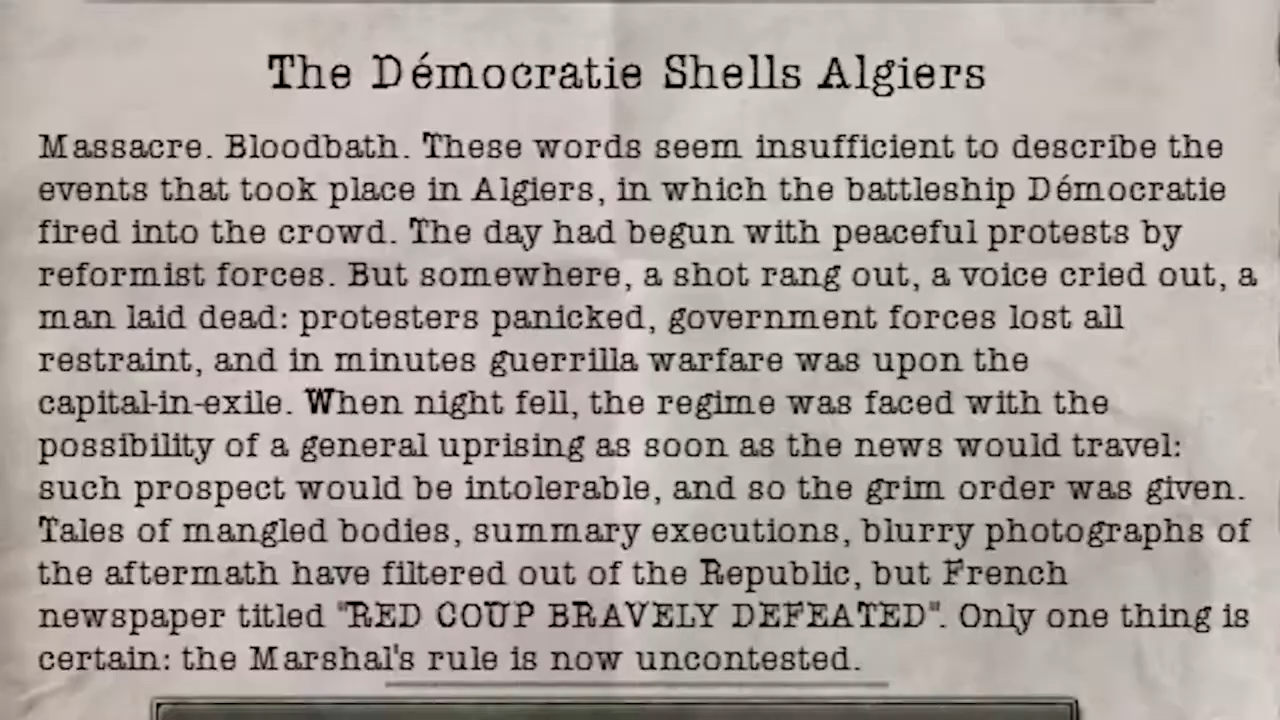 The Démocratie Shells Algiers
Massacre. Bloodbath. These words seem insufficient to describe the
events that took place in Algiers, in which the battleship Démocratie
fired into the crowd. The day had begun with peaceful protests by
reformist forces. But somewhere, a shot rang out, a voice cried out, a
man laid dead: protesters panicked, government forces lost all
restraint, and in minutes guerrilla warfare was upon the
capital-in-exile. When night fell, the regime was faced with the
possibility of a general uprising as soon as the news would travel:
such prospect would be intolerable, and so the grim order was given.
Tales of mangled bodies, summary executions, blurry photographs of
the aftermath have filtered out of the Republic, but French
newspaper titled "RED COUP BRAVELY DEFEATED". Only one thing is
certain: the Marshal's rule is now uncontested.